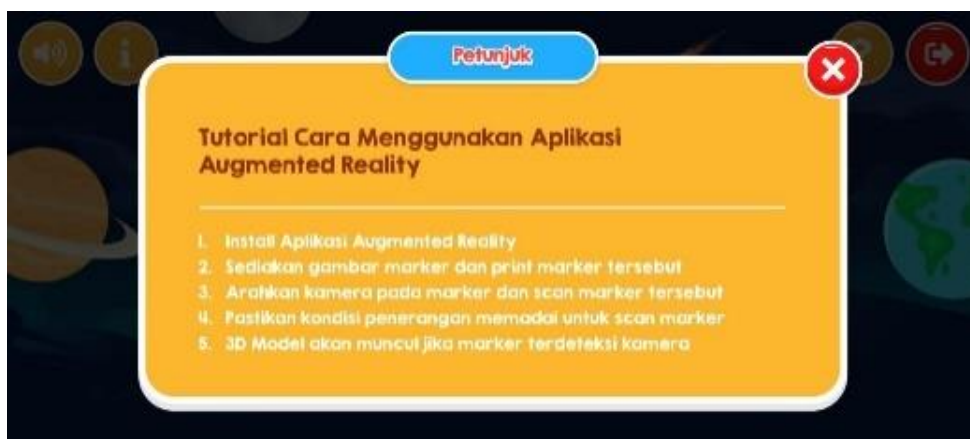 Petunjuk
Tutorial Cara Menggunakan Aplikasi
Augmented Reality
1. Install Aplikasi Augmented Reality
2. Sediakan gambar marker dan print marker tersebut
3. Arahkan kamera pada marker dan scan marker tersebut
4. Pastikan kondisi penerangan memadai untuk scan marker
5. 3D Model akan muncul jika marker terdeteksi kamera